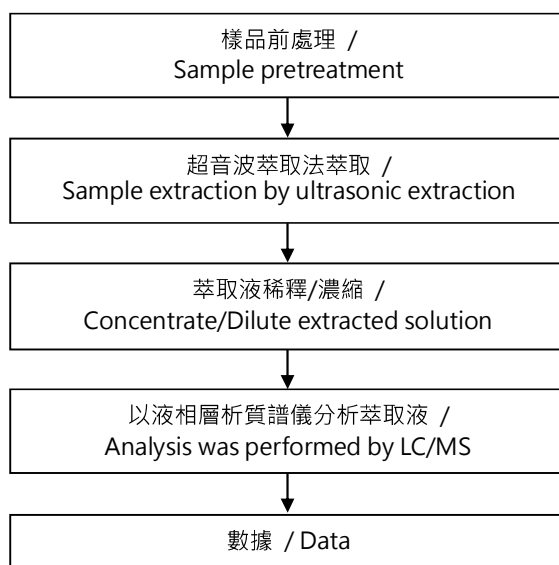 樣品前處理 /
Sample pretreatment
超音波萃取法萃取 /
Sample extraction by ultrasonic extraction
萃取液稀釋/濃縮 /
Concentrate/Dilute extracted solution
以液相層析質譜儀分析萃取液 /
Analysis was performed by LC/MS
數據 / Data